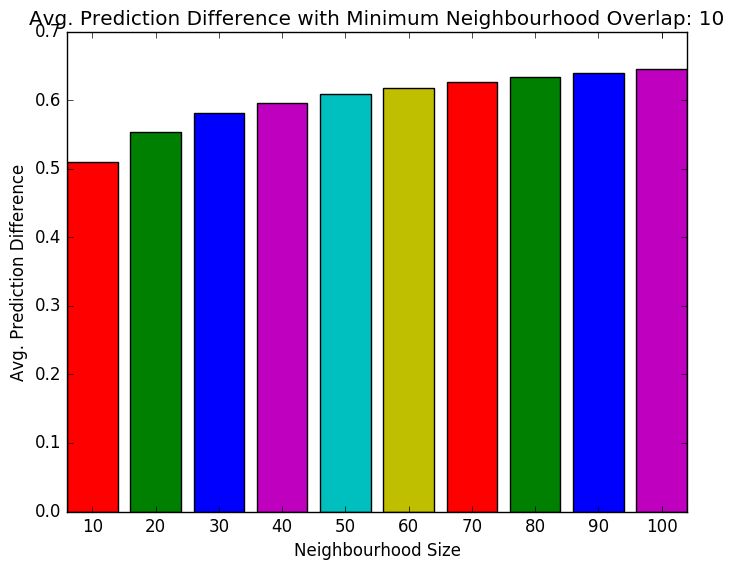 Avg. Prediction Difference with Minimum Neighbourhood Overlap: 10
0.7
0.6
0.5
0.4
0.3
0.2
0.1
0.0
Avg. Prediction Difference
10 20 30 40 50 60 70 80 90 100
Neighbourhood Size